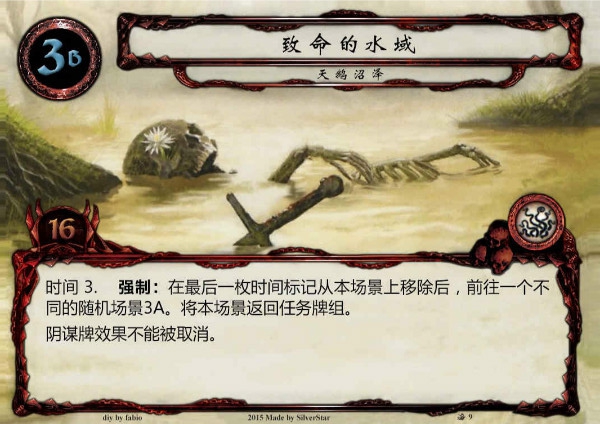 3B
致命的水域
天鹅沼泽
16
时间 3. 强制：在最后一枚时间标记从本场景上移除后，前往一个不
同的随机场景3A。将本场景返回任务牌组。
阴谋牌效果不能被取消。
diy by fabio
2015 Made by SilverStar
9